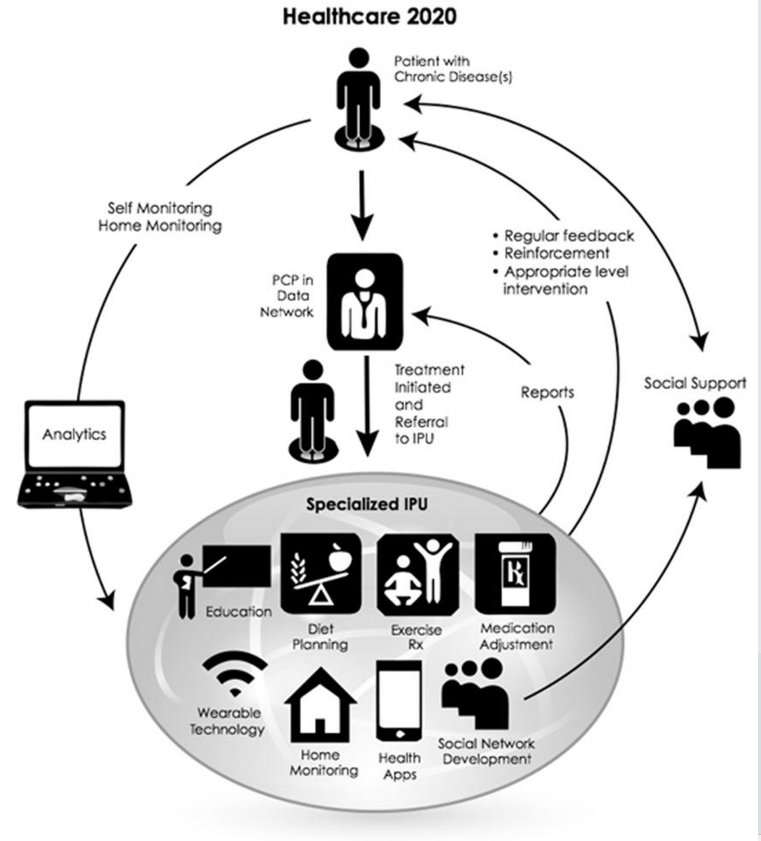 Healthcare 2020
Patient with
Chronic Disease(s)
Self Monitoring
Home Monitoring
• Regular feedback
• Reinforcement
• Appropriate level
intervention
PCP in
Data
Network
Treatment
Initiated
and
Referral
to IPU
Reports
Social Support
Analytics
Specialized IPU
Education
Diet
Planning
Exercise
Rx
Rx
Medication
Adjustment
Wearable
Technology
Home
Monitoring
Health
Apps
Social Network
Development